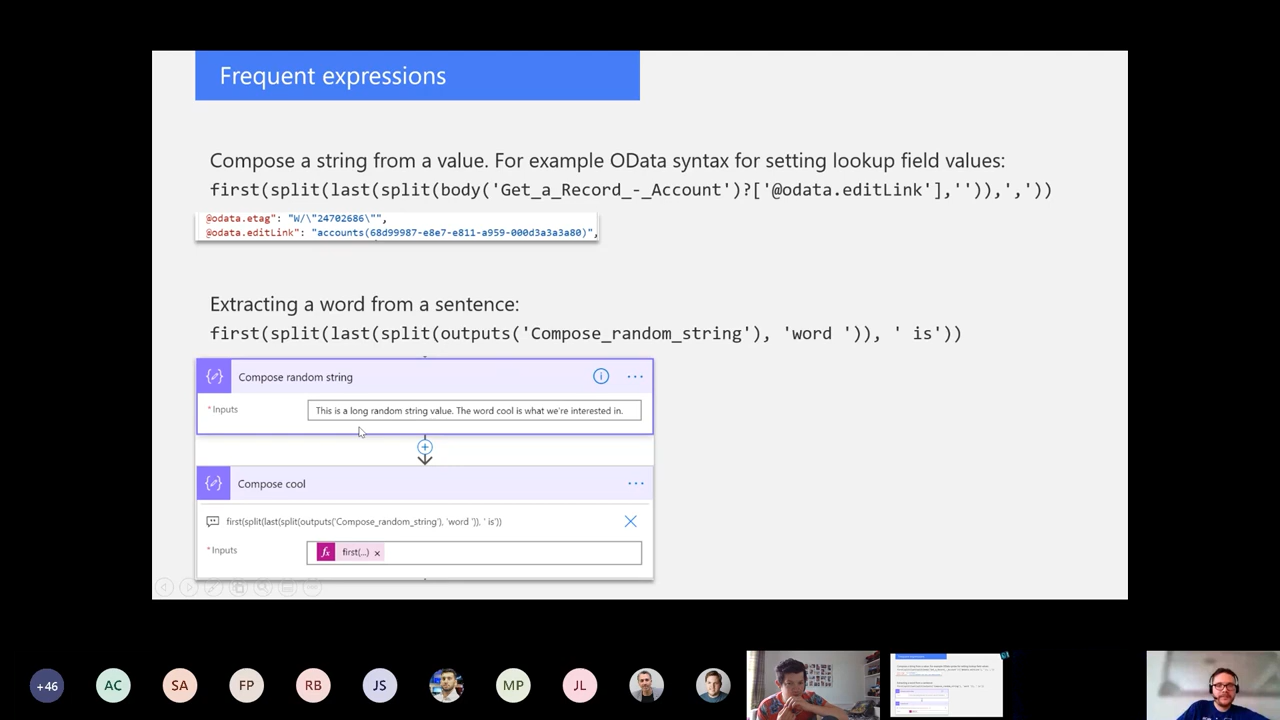 Frequent expressions
Compose a string from a value. For example OData syntax for setting lookup field values:
first(split(last(split(body('Get_a_Record_-_Account')?['@odata.editLink'],'')),','))
@odata.etag": "W/\"24702686\"",
@odata.editLink": "accounts(68d99987-e8e7-e811-a959-000d3a3a3a80)",
Extracting a word from a sentence:
first(split(last(split(outputs('Compose_random_string'), 'word ')), ' is'))
Compose random string
* Inputs
This is a long random string value. The word cool is what we're interested in.
Compose cool
first(split(last(split(outputs('Compose_random_string'), 'word ')), ' is'))
* Inputs
fx first(...) x
+46
AC
SA
JL